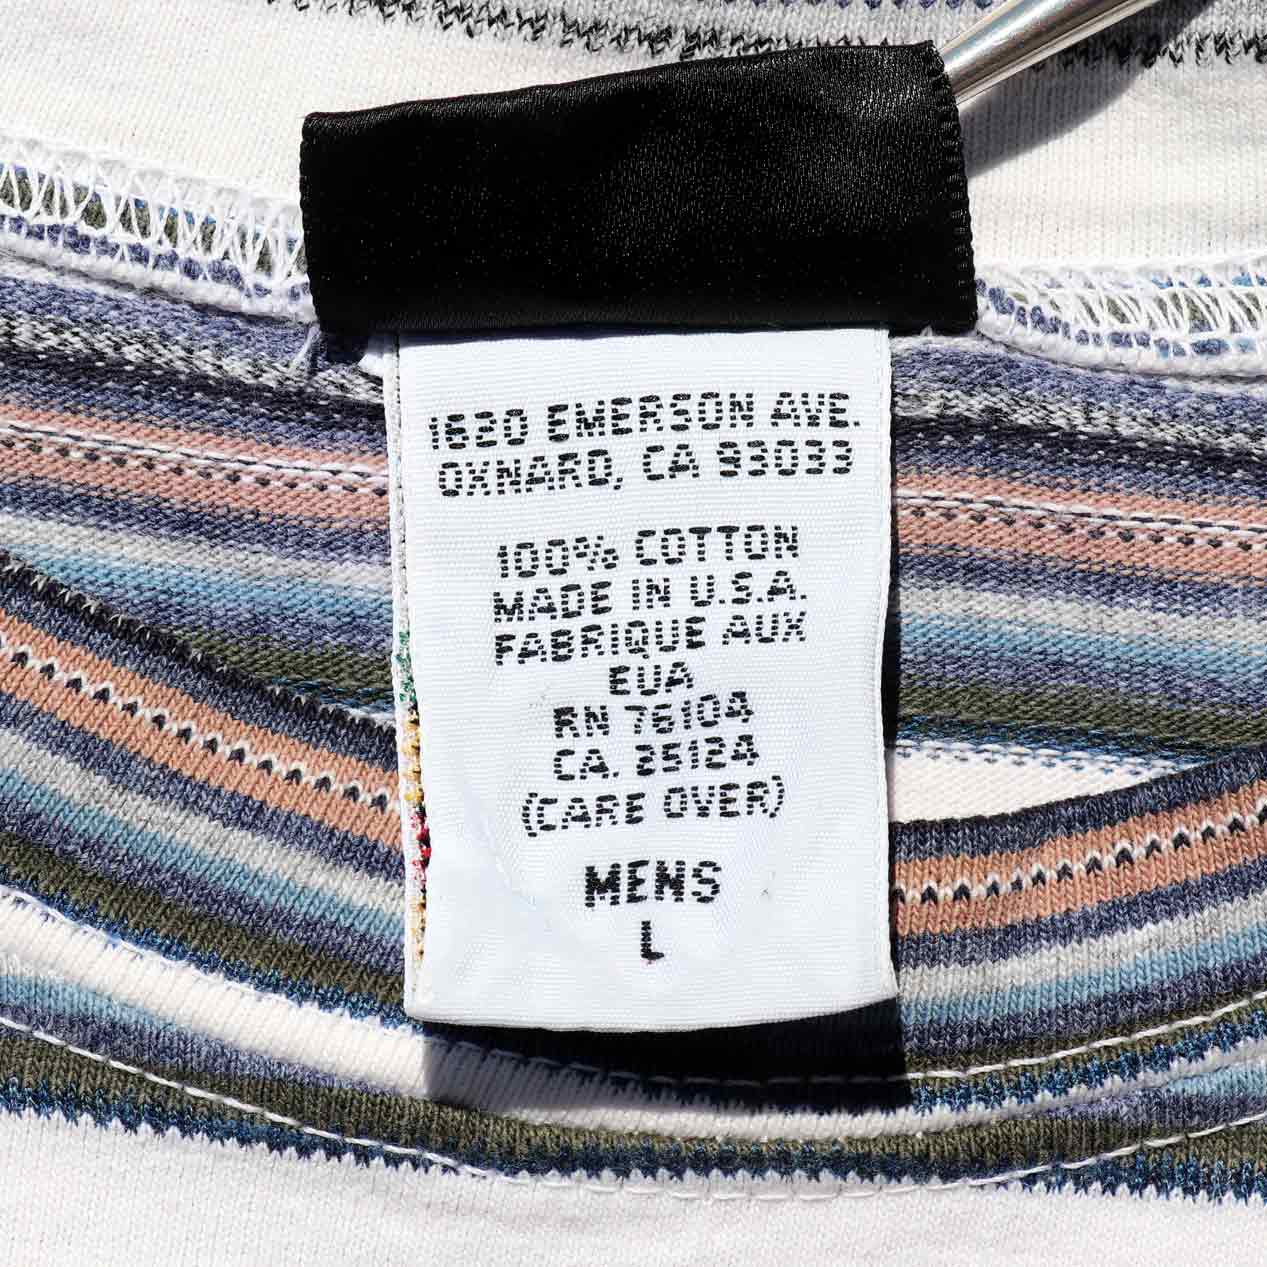 1620 EMERSON AVE.
OXNARD, CA 93033
100% COTTON
MADE IN U.S.A.
FABRIQUE AUX
EUA
RN 76104
CA. 25124
(CARE OVER)
MENS
L